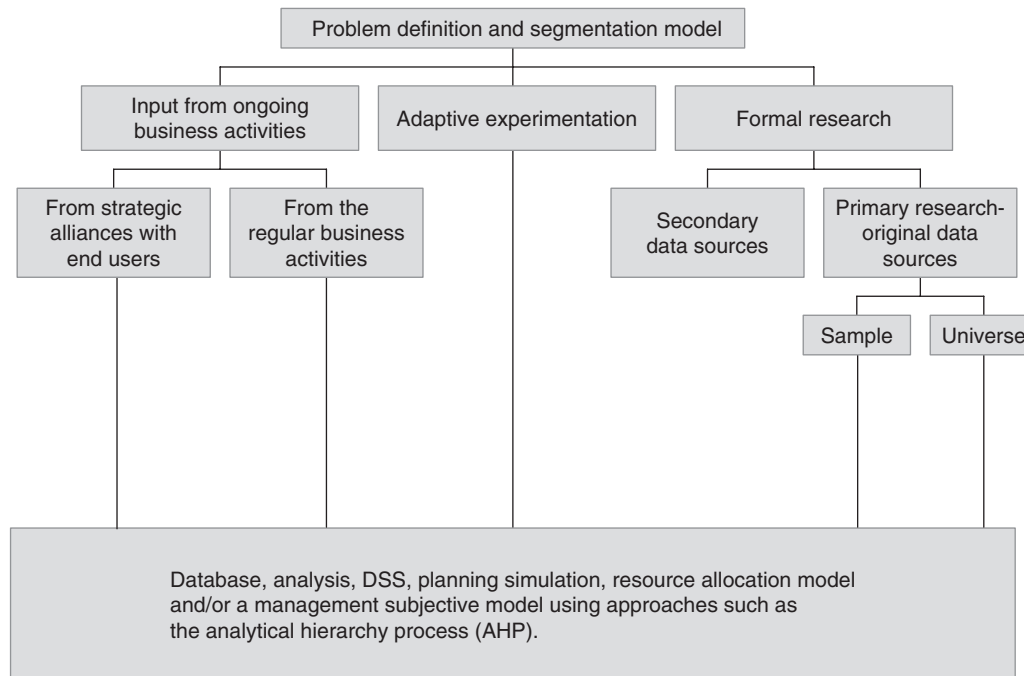 Problem definition and segmentation model
Input from ongoing
business activities
Adaptive experimentation
Formal research
From strategic
alliances with
end users
From the
regular business
activities
Secondary
data sources
Primary research-
original data
sources
Sample
Universe
Database, analysis, DSS, planning simulation, resource allocation model
and/or a management subjective model using approaches such as
the analytical hierarchy process (AHP).